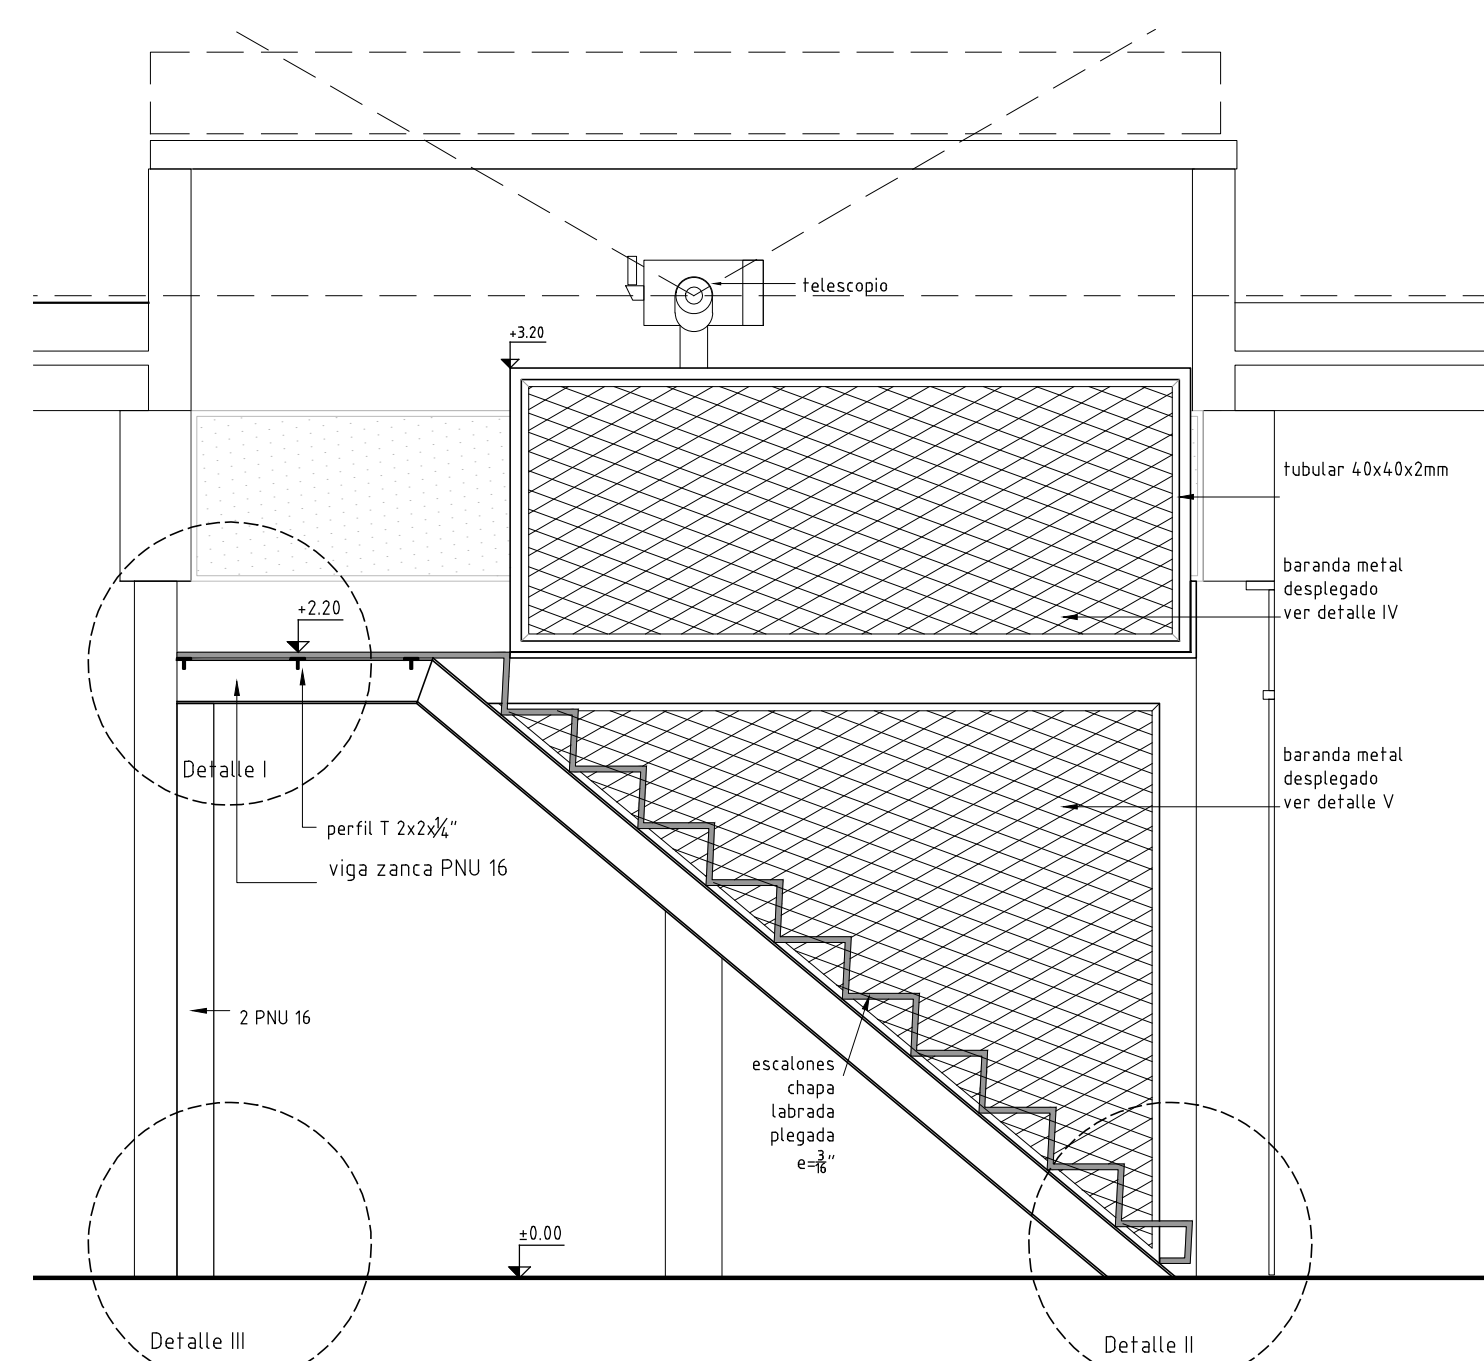 telescopio
+3.20
tubular 40x40x2mm
baranda metal
desplegado
ver detalle IV
+2.20
Detalle I
baranda metal
desplegado
ver detalle V
perfil T 2x2x1/4"
viga zanca PNU 16
2 PNU 16
escalones
chapa
labrada
plegada
e=3/16"
±0.00
Detalle III
Detalle II